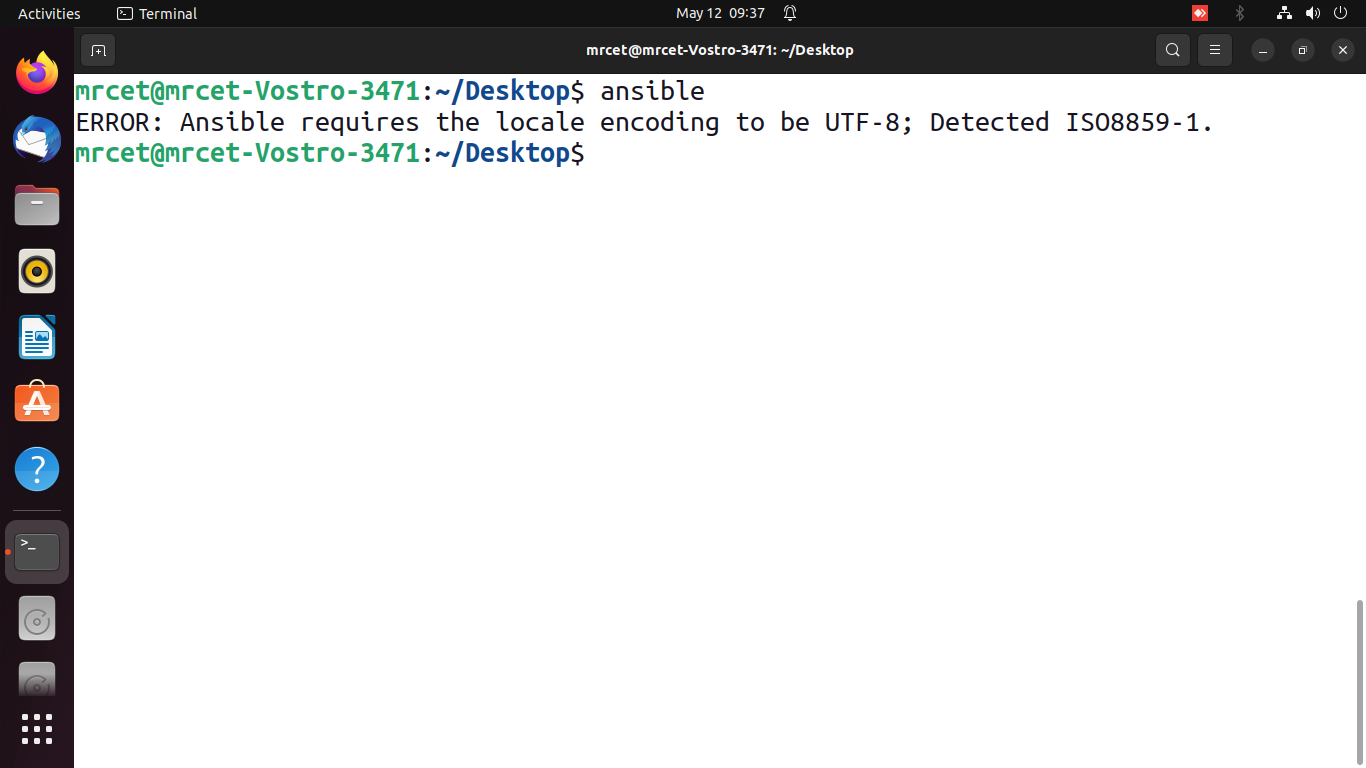 Activities Terminal May 12 09:37
mrcet@mrcet-Vostro-3471: ~/Desktop
mrcet@mrcet-Vostro-3471:~/Desktop$ ansible
ERROR: Ansible requires the locale encoding to be UTF-8; Detected ISO8859-1.
mrcet@mrcet-Vostro-3471:~/Desktop$